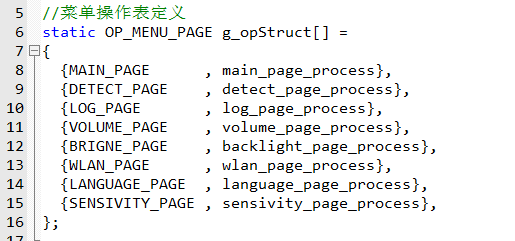 5 //菜单操作表定义
6 static OP_MENU_PAGE g_opStruct[] =
7 {
8 {MAIN_PAGE , main_page_process},
9 {DETECT_PAGE , detect_page_process},
10 {LOG_PAGE , log_page_process},
11 {VOLUME_PAGE , volume_page_process},
12 {BRIGNE_PAGE , backlight_page_process},
13 {WLAN_PAGE , wlan_page_process},
14 {LANGUAGE_PAGE , language_page_process},
15 {SENSIVITY_PAGE , sensivity_page_process},
16 };
17